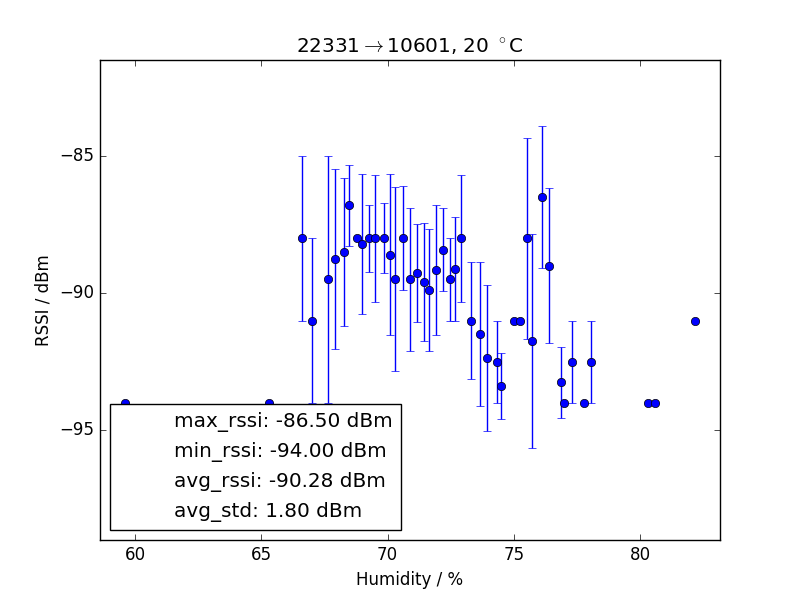 22331→10601, 20 °C
−85
−90
−95
RSSI / dBm
max_rssi: -86.50 dBm
min_rssi: -94.00 dBm
avg_rssi: -90.28 dBm
avg_std: 1.80 dBm
60
65
70
75
80
Humidity / %